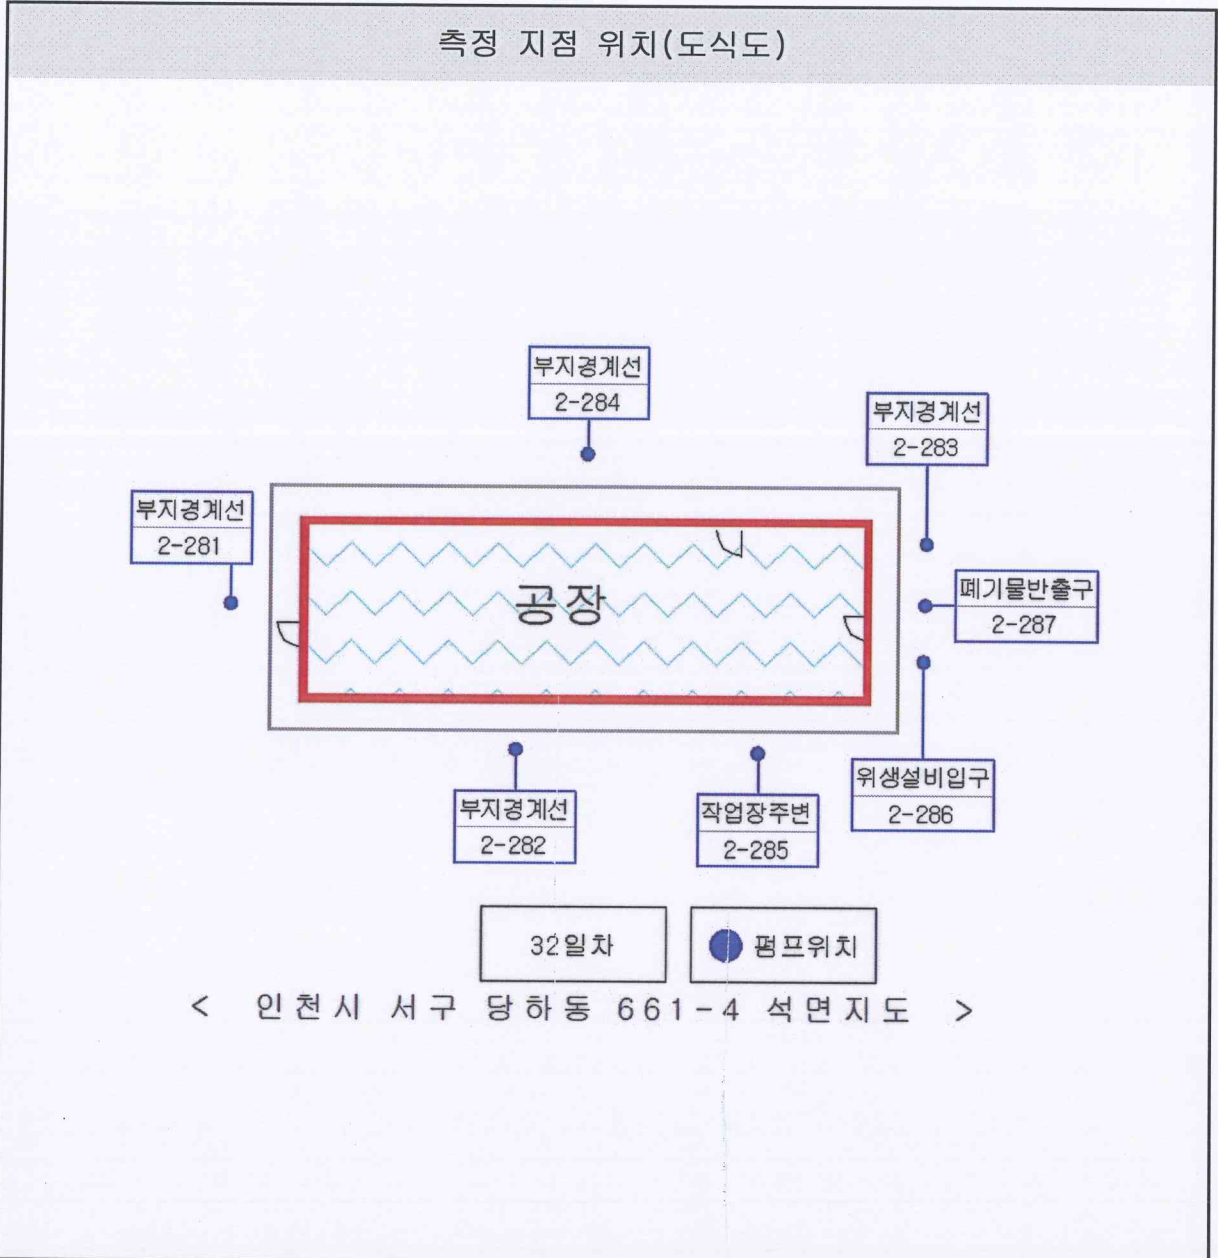 측정 지점 위치(도식도)
부지경계선
2-284
부지경계선
2-283
부지경계선
2-281
공장
폐기물반출구
2-287
위생설비입구
2-286
부지경계선
2-282
작업장주변
2-285
32일차
펌프위치
< 인천시 서구 당하동 661-4 석면지도 >